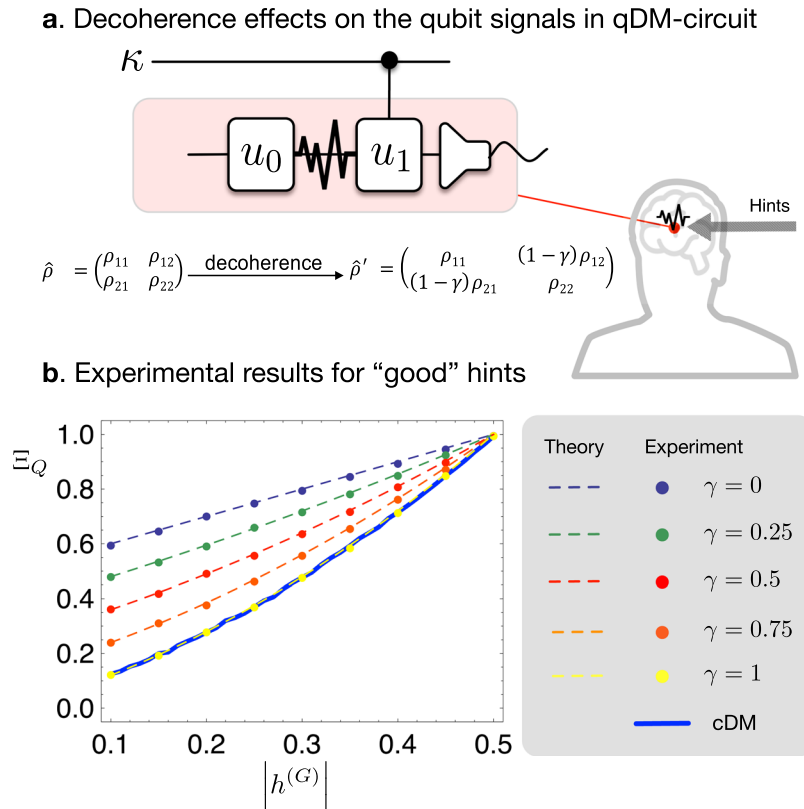 a. Decoherence effects on the qubit signals in qDM-circuit
κ
u₀ u₁
Hints
ρ̂ = (ρ₁₁ ρ₁₂ decoherence ρ̂′ = (ρ₁₁ (1 − γ)ρ₁₂
ρ₂₁ ρ₂₂) (1 − γ)ρ₂₁ ρ₂₂)
b. Experimental results for “good” hints
Ξ_Q
1.0
0.8
0.6
0.4
0.2
0.0
0.1 0.2 0.3 0.4 0.5
|h⁽ᴳ⁾|
Theory Experiment
γ = 0
γ = 0.25
γ = 0.5
γ = 0.75
γ = 1
cDM